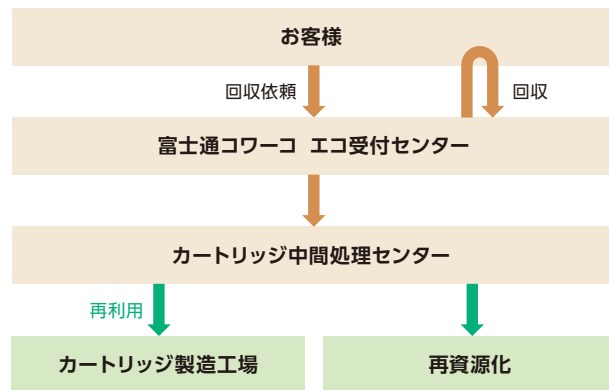 お客様
回収依頼
回収
富士通コワーコ エコ受付センター
カートリッジ中間処理センター
再利用
カートリッジ製造工場
再資源化